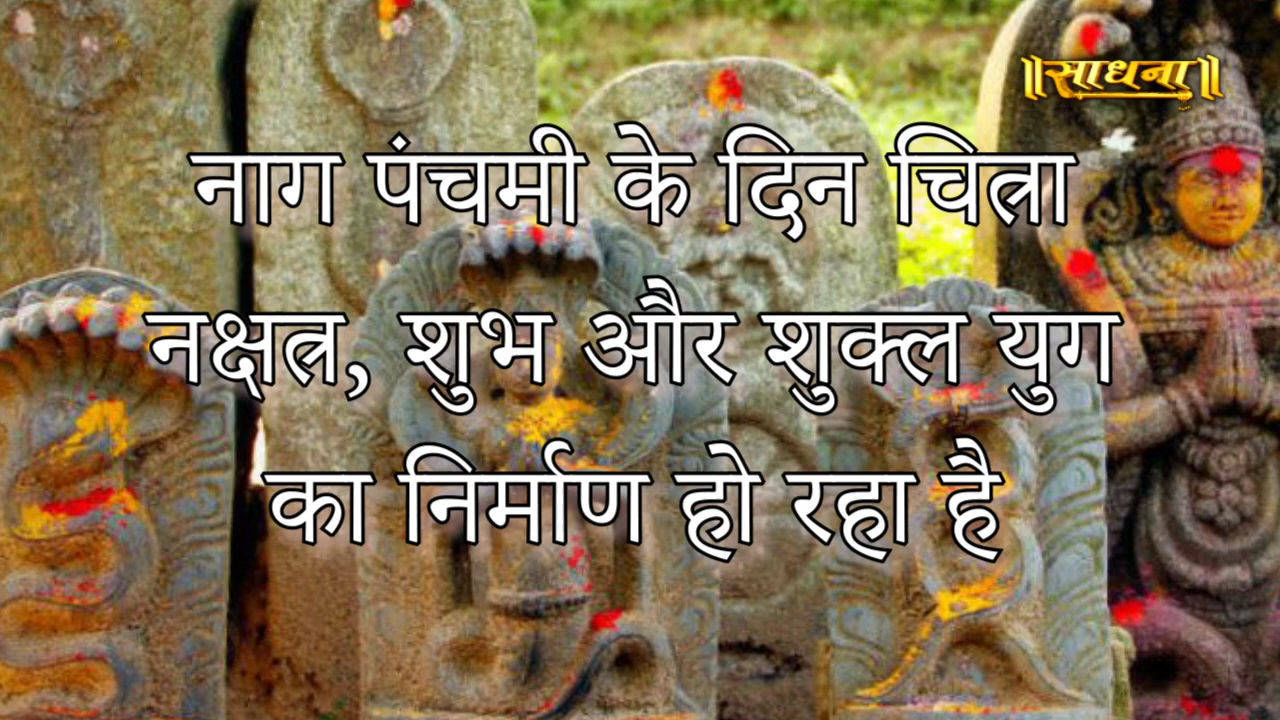 ॥साधना॥
नाग पंचमी के दिन चित्रा
नक्षत्र, शुभ और शुक्ल युग
का निर्माण हो रहा है